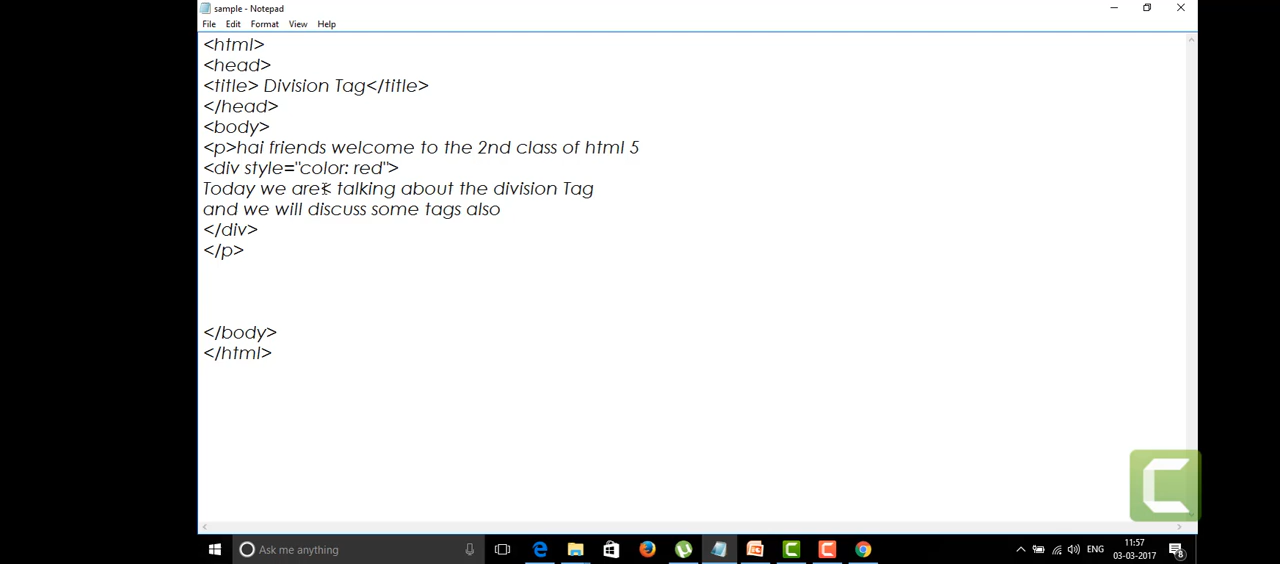 sample - Notepad
File Edit Format View Help
<html>
<head>
<title> Division Tag</title>
</head>
<body>
<p>hai friends welcome to the 2nd class of html 5
<div style="color: red">
Today we are talking about the division Tag
and we will discuss some tags also
</div>
</p>
</body>
</html>
Ask me anything
ENG
11:57
03-03-2017
8